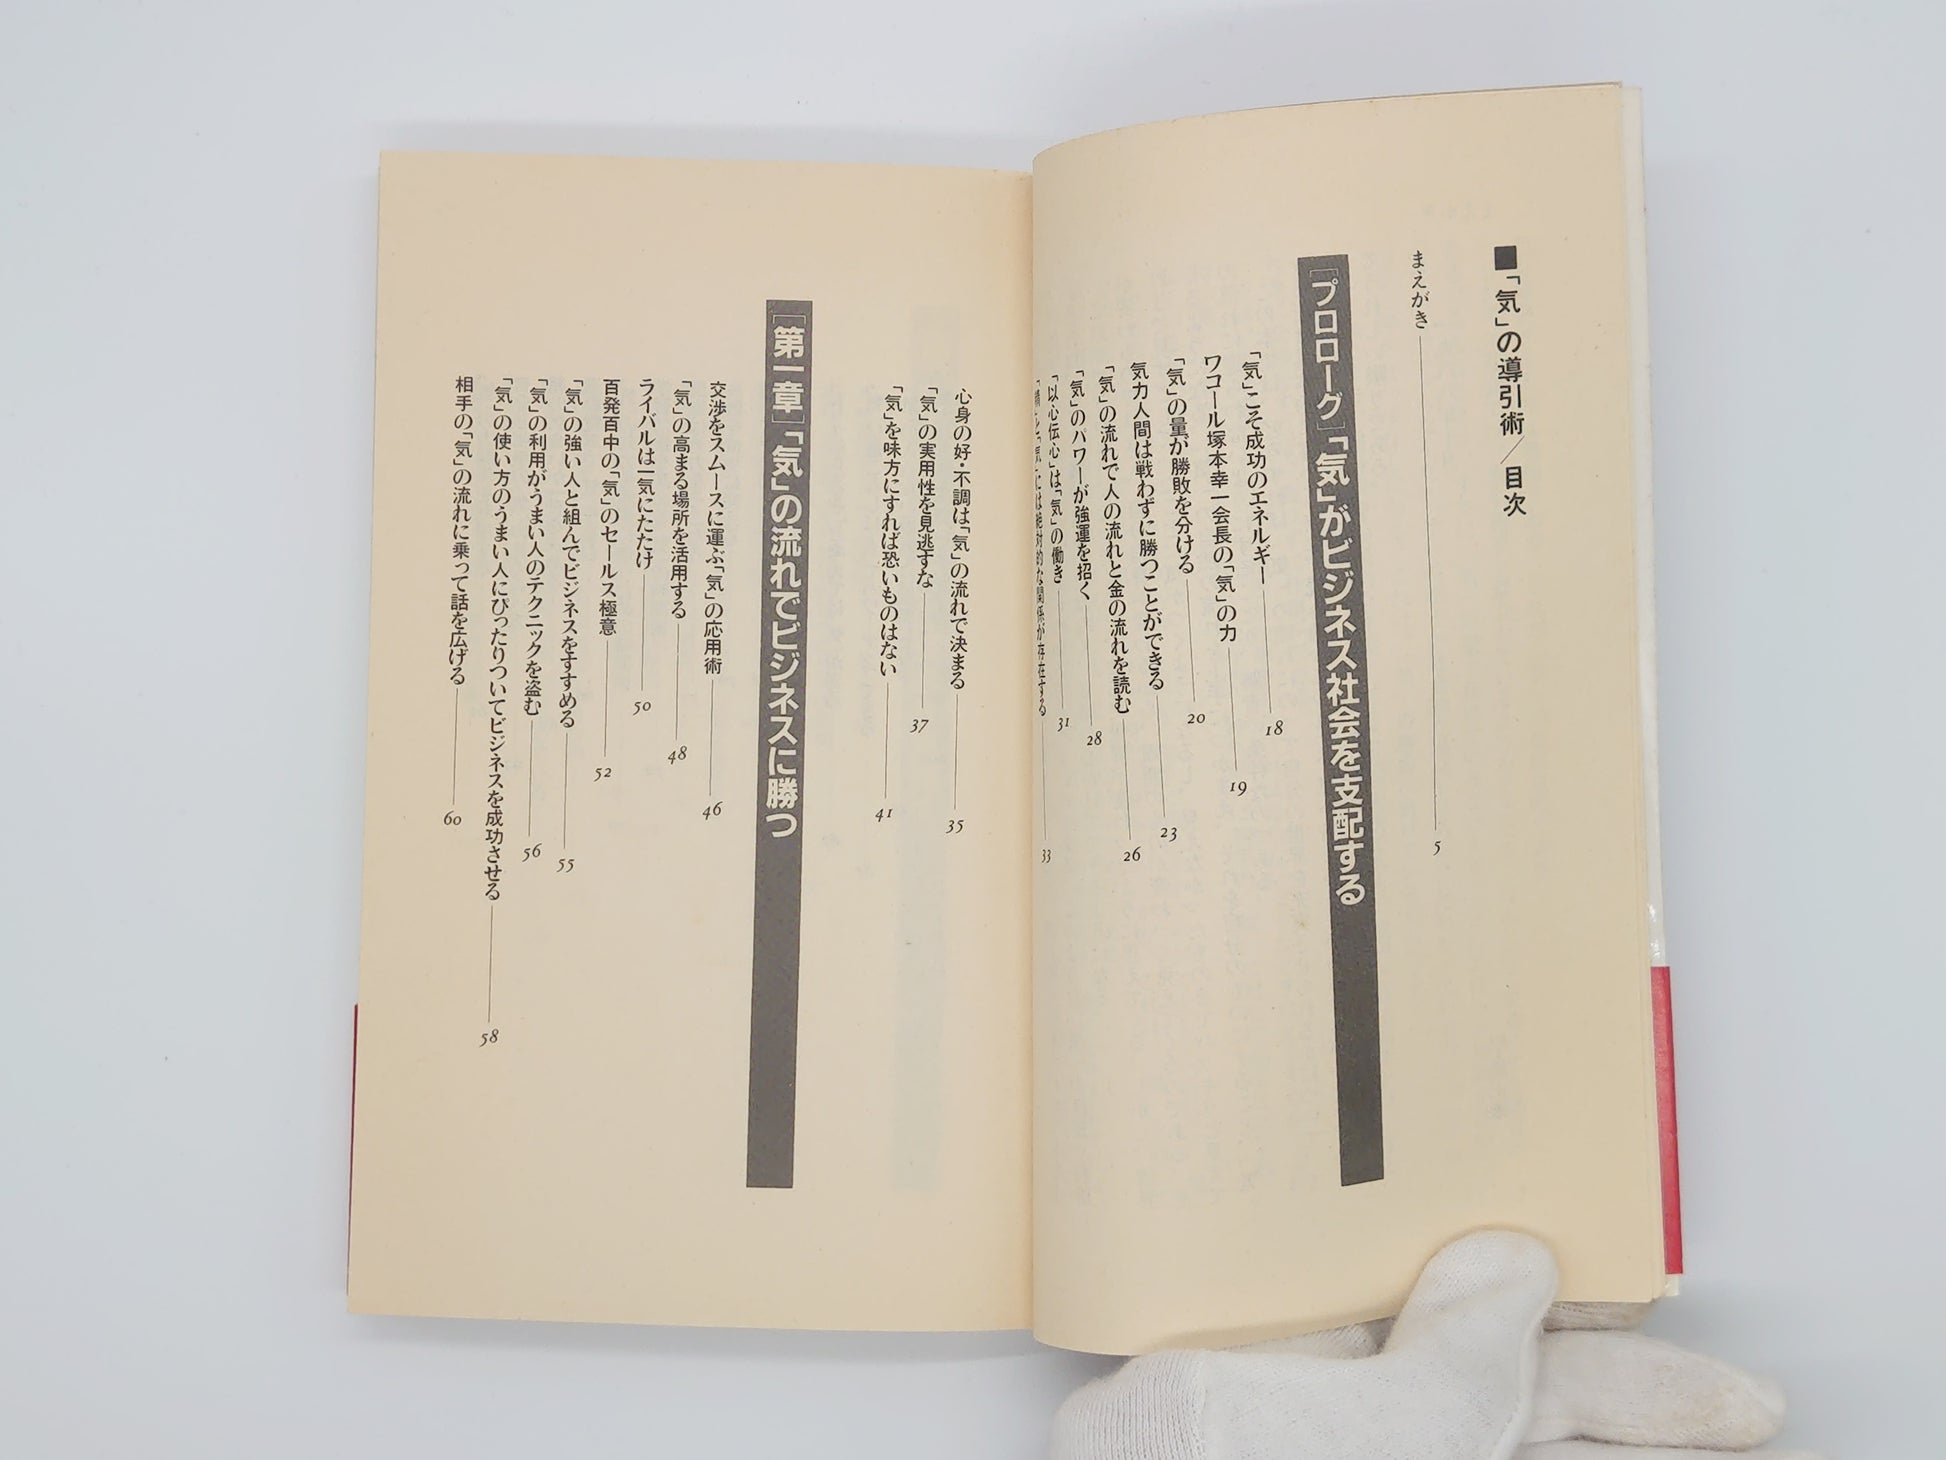 ■「気」の導引術／目次
まえがき 5
[プロローグ]「気」がビジネス社会を支配する
「気」こそ成功のエネルギー 18
ワコール塚本幸一会長の「気」の力 19
「気」の量が勝敗を分ける 20
気力人間は戦わずに勝つことができる 23
「気」の流れで人の流れと金の流れを読む 26
「気」のパワーが強運を招く 28
「以心伝心」は「気」の働き 31
「精」と「気」には絶対的な関係が存在する 33
心身の好・不調は「気」の流れで決まる 35
「気」の実用性を見逃すな 37
「気」を味方にすれば恐いものはない 41
[第一章]「気」の流れでビジネスに勝つ
交渉をスムースに運ぶ「気」の応用術 46
「気」の高まる場所を活用する 48
ライバルは一気にたたけ 50
百発百中の「気」のセールス極意 52
「気」の強い人と組んでビジネスをすすめる 55
「気」の利用がうまい人のテクニックを盗む 56
「気」の使い方のうまい人にぴったりついてビジネスを成功させる 58
相手の「気」の流れに乗って話を広げる 60